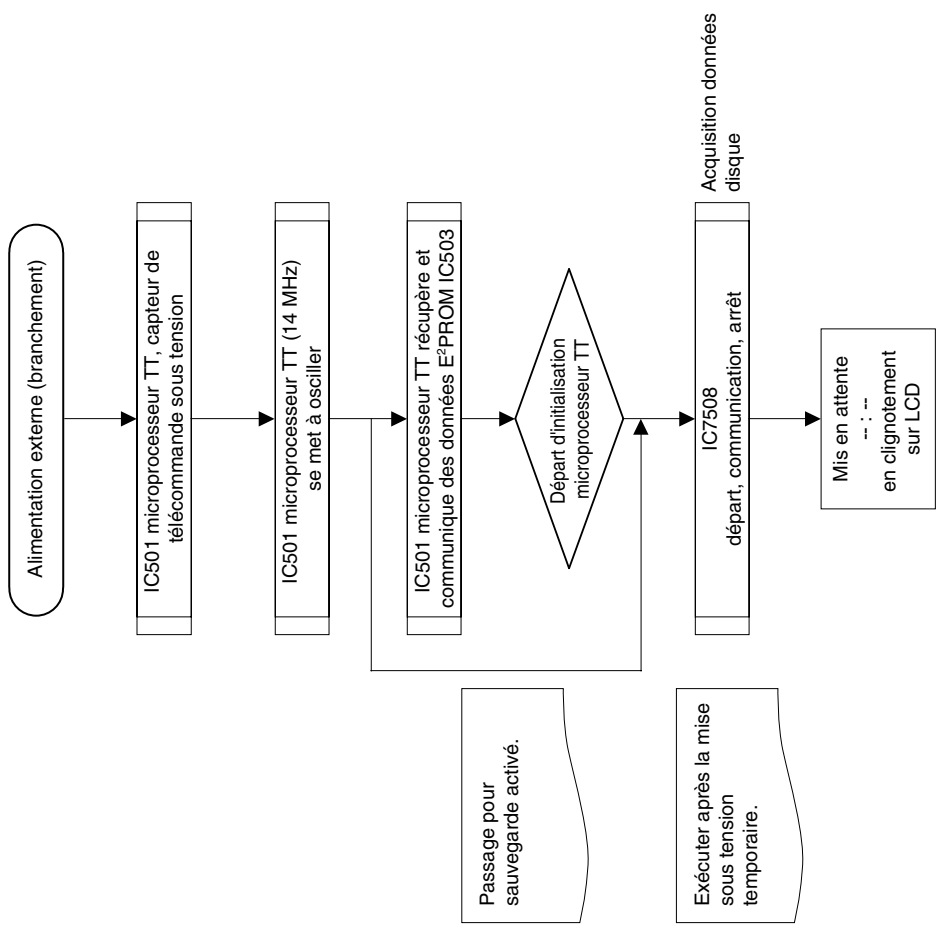 Alimentation externe (branchement)
IC501 microprocesseur TT, capteur de
télécommande sous tension
IC501 microprocesseur TT (14 MHz)
se met à osciller
IC501 microprocesseur TT récupère et
communique des données E²PROM IC503
Passage pour
sauvegarde activé.
Départ d'initialisation
microprocesseur TT
Exécuter après la mise
sous tension
temporaire.
IC7508
départ, communication, arrêt
Acquisition données
disque
Mis en attente
-- : --
en clignotement
sur LCD